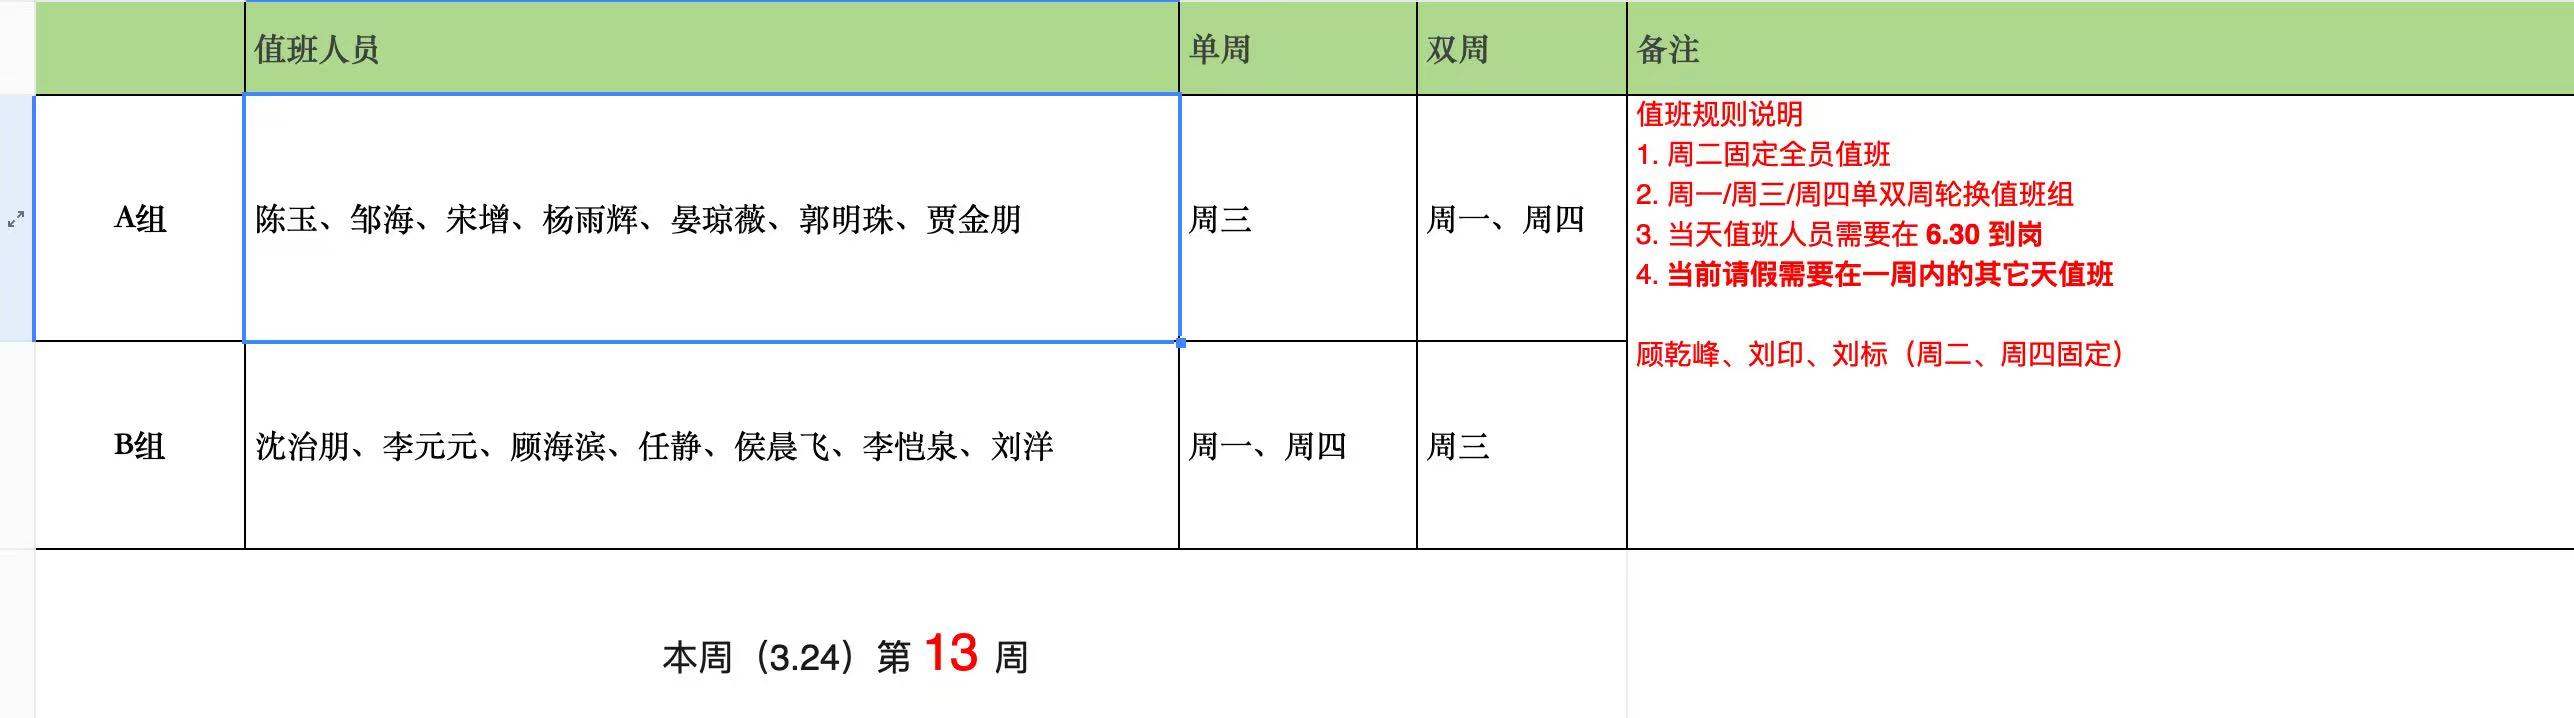 值班人员 单周 双周 备注
A组 陈玉、邹海、宋增、杨雨辉、晏琼薇、郭明珠、贾金朋 周三 周一、周四
值班规则说明
1. 周二固定全员值班
2. 周一/周三/周四单双周轮换值班组
3. 当天值班人员需要在 6.30 到岗
4. 当前请假需要在一周内的其它天值班
顾乾峰、刘印、刘标（周二、周四固定）
B组 沈治朋、李元元、顾海滨、任静、侯晨飞、李恺泉、刘洋 周一、周四 周三
本周（3.24）第 13 周